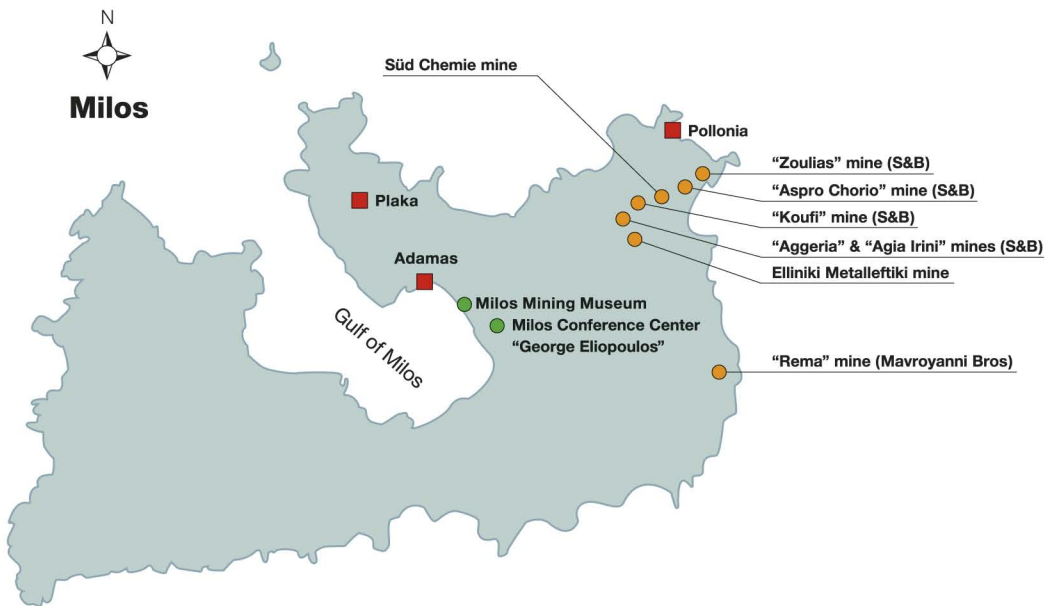 N
Milos
Süd Chemie mine
Pollonia
“Zoulias” mine (S&B)
“Aspro Chorio” mine (S&B)
“Koufi” mine (S&B)
“Aggeria” & “Agia Irini” mines (S&B)
Elliniki Metalleftiki mine
Plaka
Adamas
Milos Mining Museum
Milos Conference Center
“George Eliopoulos”
Gulf of Milos
“Rema” mine (Mavroyanni Bros)